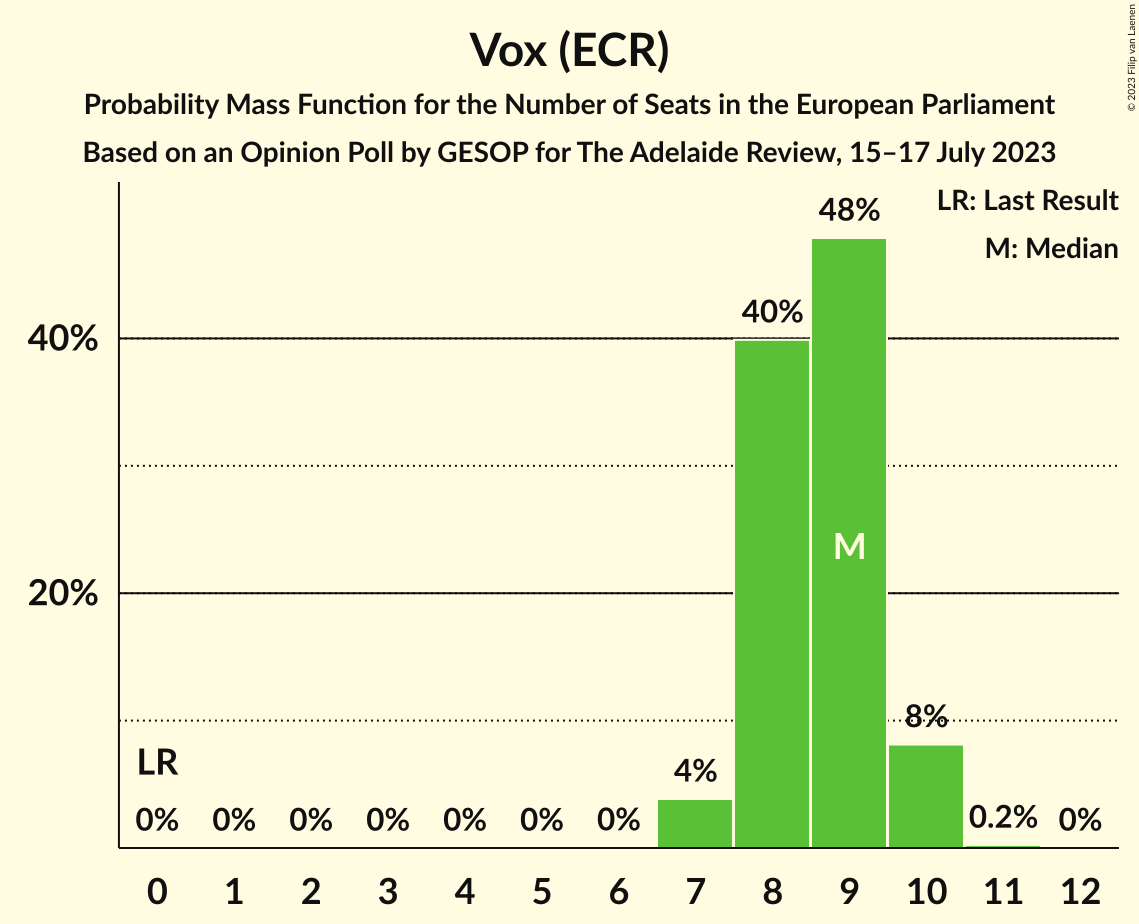 © 2023 Filip van Laenen
Vox (ECR)
Probability Mass Function for the Number of Seats in the European Parliament
Based on an Opinion Poll by GESOP for The Adelaide Review, 15–17 July 2023
LR: Last Result
M: Median
48%
40%
40%
M
20%
8%
LR
4%
0% 0% 0% 0% 0% 0% 0% 0.2% 0%
0 1 2 3 4 5 6 7 8 9 10 11 12